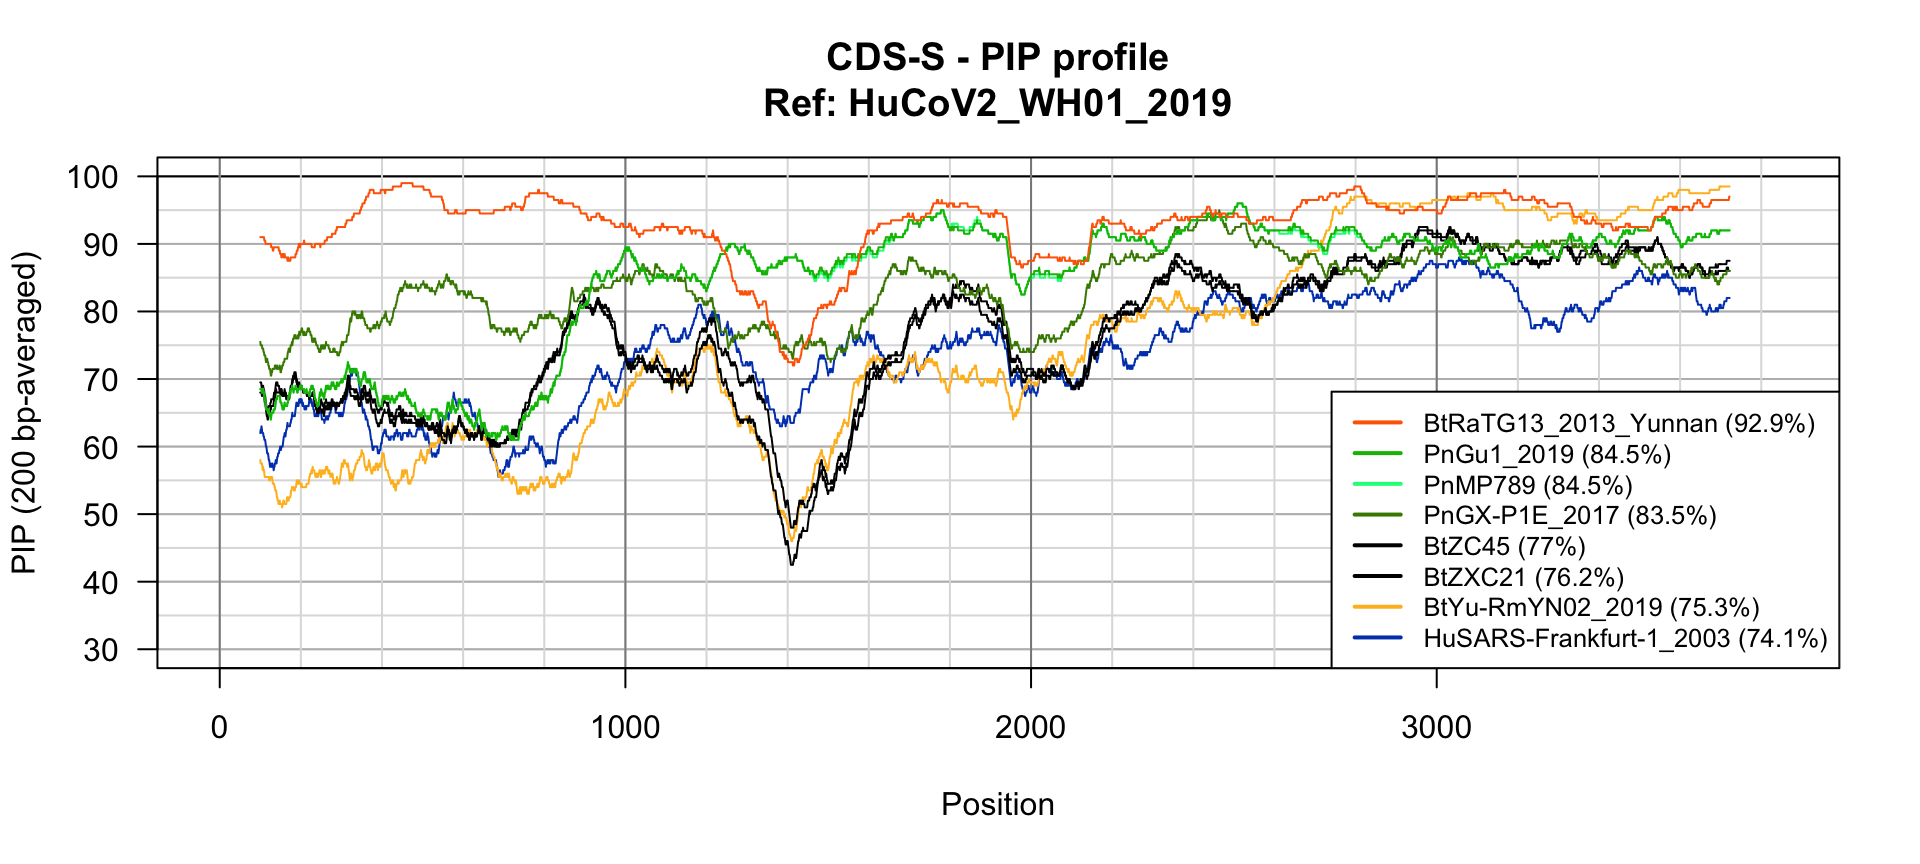 CDS-S - PIP profile
Ref: HuCoV2_WH01_2019
PIP (200 bp-averaged)
100
90
80
70
60
50
40
30
0
1000
2000
3000
Position
BtRaTG13_2013_Yunnan (92.9%)
PnGu1_2019 (84.5%)
PnMP789 (84.5%)
PnGX-P1E_2017 (83.5%)
BtZC45 (77%)
BtZXC21 (76.2%)
BtYu-RmYN02_2019 (75.3%)
HuSARS-Frankfurt-1_2003 (74.1%)